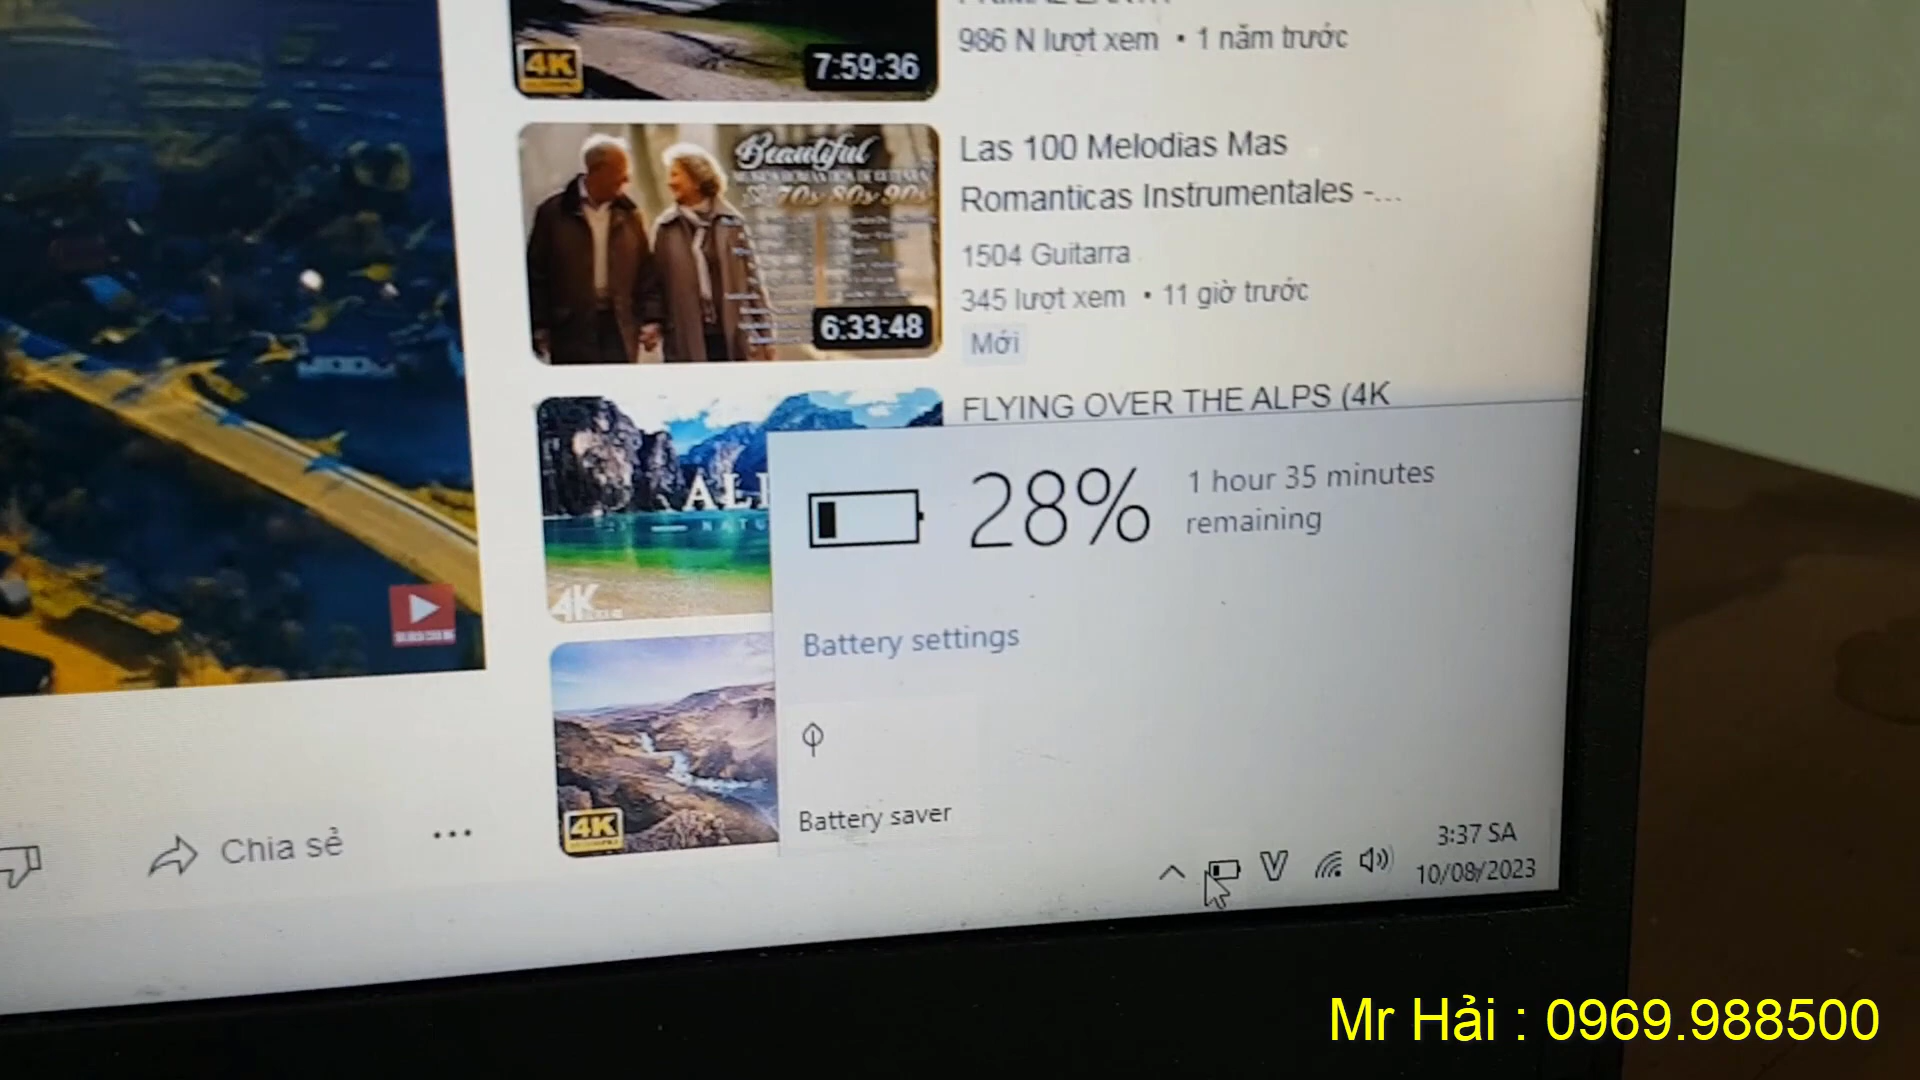 986 N lượt xem • 1 năm trước
4K
7:59:36
Beautiful
70s 80s 90s
6:33:48
Las 100 Melodias Mas
Romanticas Instrumentales -...
1504 Guitarra
345 lượt xem • 11 giờ trước
Mới
FLYING OVER THE ALPS (4K
4K
28%
1 hour 35 minutes
remaining
Battery settings
Battery saver
4K
Chia sẻ
3:37 SA
10/08/2023
Mr Hải : 0969.988500